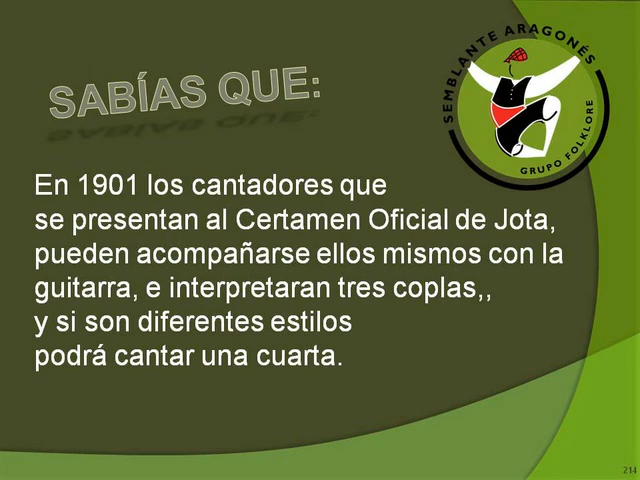 SABÍAS QUE:
SEMBLANTE ARAGONÉS
GRUPO FOLKLORE
En 1901 los cantadores que
se presentan al Certamen Oficial de Jota,
pueden acompañarse ellos mismos con la
guitarra, e interpretaran tres coplas,,
y si son diferentes estilos
podrá cantar una cuarta.
214